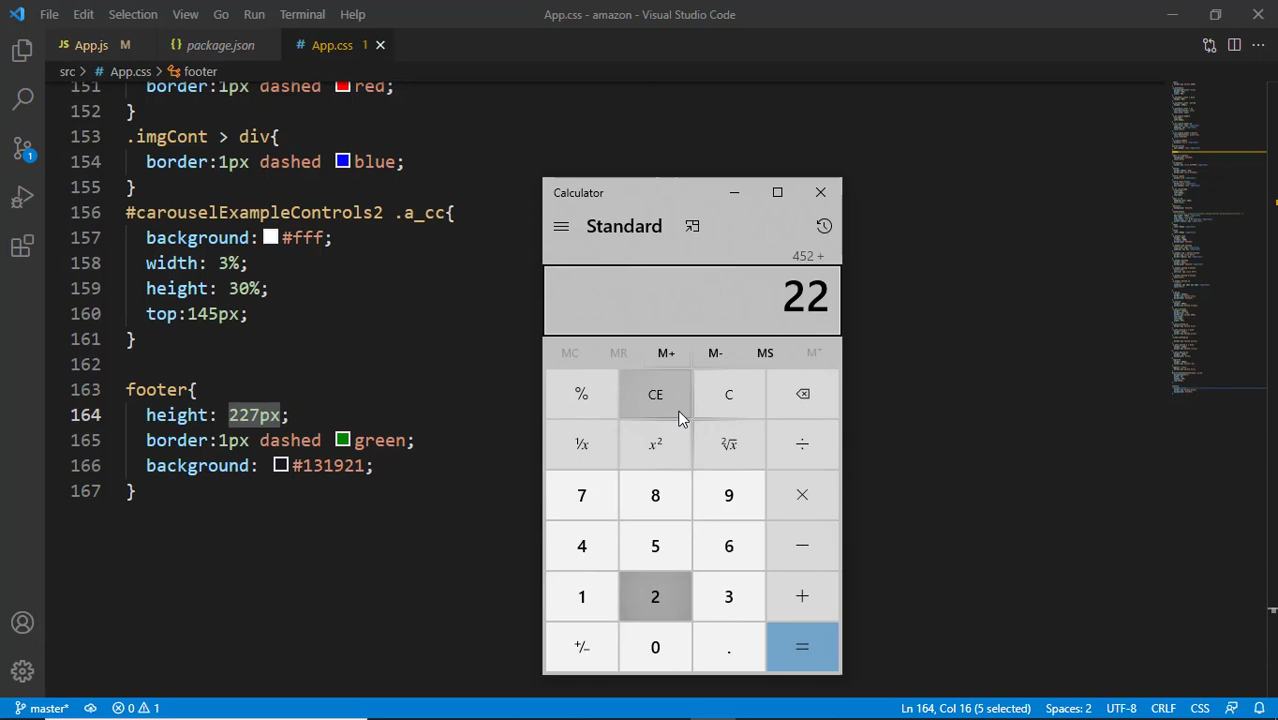 File Edit Selection View Go Run Terminal Help App.css - amazon - Visual Studio Code
JS App.js M {} package.json # App.css 1
src > # App.css > footer
151 border:1px dashed red;
152 }
153 .imgCont > div{
154 border:1px dashed blue;
155 }
156 #carouselExampleControls2 .a_cc{
157 background: #fff;
158 width: 3%;
159 height: 30%;
160 top:145px;
161 }
162
163 footer{
164 height: 227px;
165 border:1px dashed green;
166 background: #131921;
167 }
1
Calculator
Standard
452 +
22
MC MR M+ M- MS M˅
% CE C
¹/x x² ²√x ÷
7 8 9 ×
4 5 6 −
1 2 3 +
+/− 0 . =
master* 0 1 Ln 164, Col 16 (5 selected) Spaces: 2 UTF-8 CRLF CSS